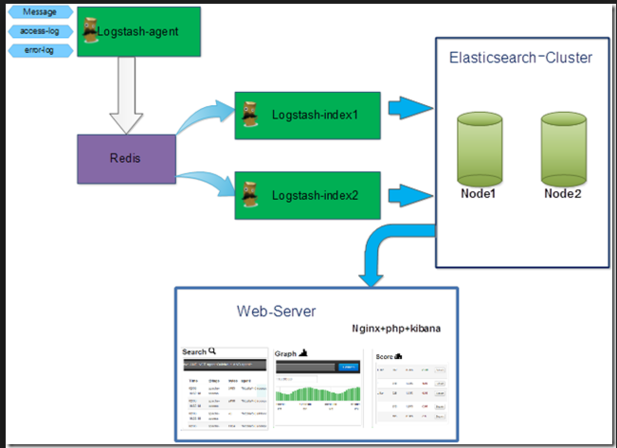 Message
access-log
error-log
Logstash-agent
Redis
Logstash-index1
Logstash-index2
Elasticsearch-Cluster
Node1
Node2
Web-Server
Nginx+php+kibana
Search
Graph
Score